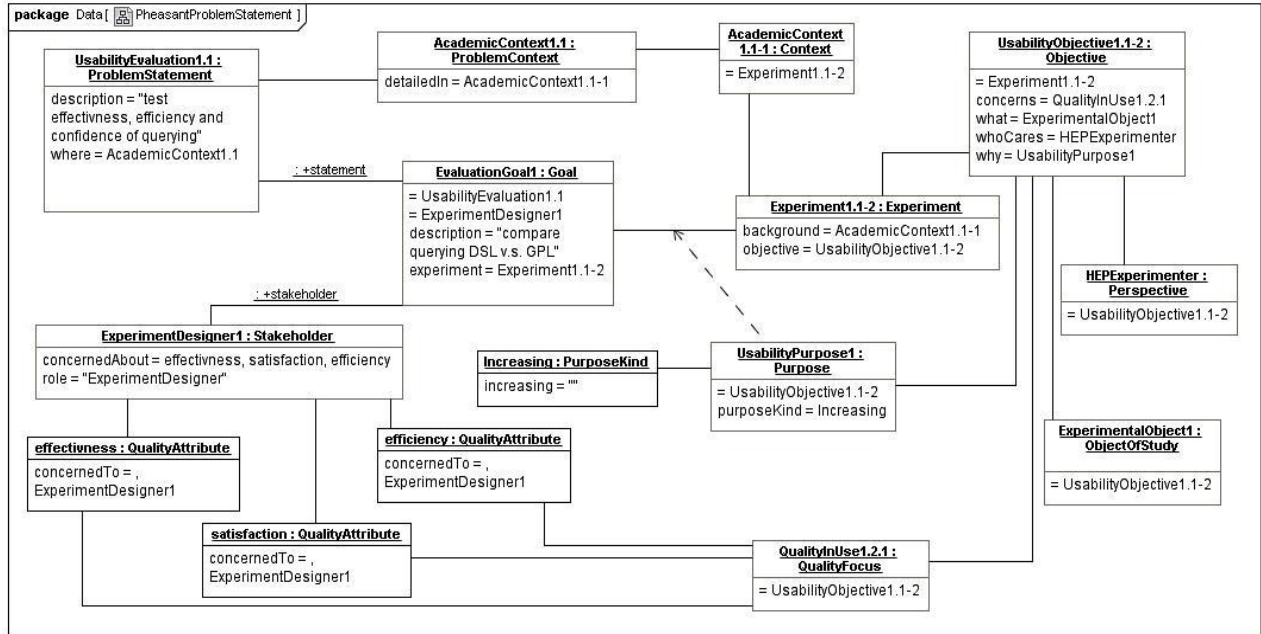 package Data [ PheasantProblemStatement ]
UsabilityEvaluation1.1 :
ProblemStatement
description = "test
effectivness, efficiency and
confidence of querying"
where = AcademicContext1.1
AcademicContext1.1 :
ProblemContext
detailedIn = AcademicContext1.1-1
AcademicContext
1.1-1 : Context
= Experiment1.1-2
UsabilityObjective1.1-2 :
Objective
= Experiment1.1-2
concerns = QualityInUse1.2.1
what = ExperimentalObject1
whoCares = HEPExperimenter
why = UsabilityPurpose1
: +statement
EvaluationGoal1 : Goal
= UsabilityEvaluation1.1
= ExperimentDesigner1
description = "compare
querying DSL v.s. GPL"
experiment = Experiment1.1-2
Experiment1.1-2 : Experiment
background = AcademicContext1.1-1
objective = UsabilityObjective1.1-2
HEPExperimenter :
Perspective
= UsabilityObjective1.1-2
: +stakeholder
ExperimentDesigner1 : Stakeholder
concernedAbout = effectivness, satisfaction, efficiency
role = "ExperimentDesigner"
Increasing : PurposeKind
increasing = ""
UsabilityPurpose1 :
Purpose
= UsabilityObjective1.1-2
purposeKind = Increasing
effectivness : QualityAttribute
concernedTo = ,
ExperimentDesigner1
efficiency : QualityAttribute
concernedTo = ,
ExperimentDesigner1
ExperimentalObject1 :
ObjectOfStudy
= UsabilityObjective1.1-2
satisfaction : QualityAttribute
concernedTo = ,
ExperimentDesigner1
QualityInUse1.2.1 :
QualityFocus
= UsabilityObjective1.1-2